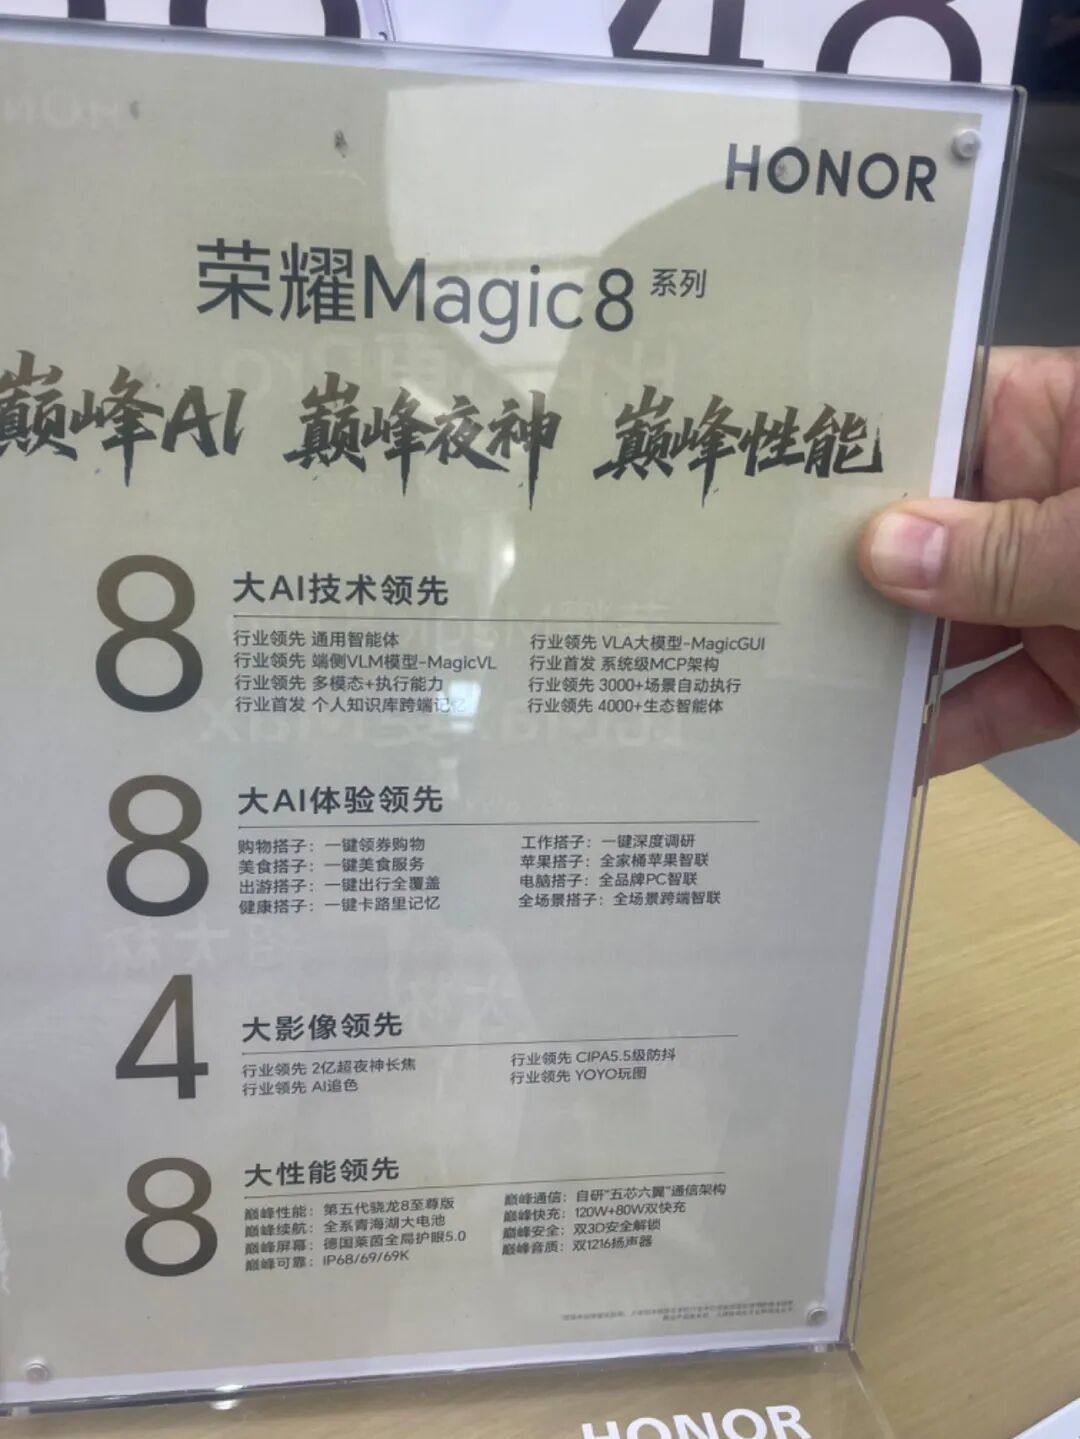 48
HONOR
荣耀Magic8 系列
巅峰AI 巅峰夜神 巅峰性能
8
大AI技术领先
行业领先 通用智能体
行业领先 VLA大模型-MagicGUI
行业领先 端侧VLM模型-MagicVL
行业首发 系统级MCP架构
行业领先 多模态+执行能力
行业领先 3000+场景自动执行
行业首发 个人知识库跨端记忆
行业领先 4000+生态智能体
8
大AI体验领先
购物搭子：一键领券购物
工作搭子：一键深度调研
美食搭子：一键美食服务
苹果搭子：全家桶苹果智联
出游搭子：一键出行全覆盖
电脑搭子：全品牌PC智联
健康搭子：一键卡路里记忆
全场景搭子：全场景跨端智联
4
大影像领先
行业领先 2亿超夜神长焦
行业领先 CIPA5.5级防抖
行业领先 AI追色
行业领先 YOYO玩图
8
大性能领先
巅峰性能：第五代骁龙8至尊版
巅峰通信：自研“五芯六翼”通信架构
巅峰续航：全系青海湖大电池
巅峰快充：120W+80W双快充
巅峰屏幕：德国莱茵全局护眼5.0
巅峰安全：双3D安全解锁
巅峰可靠：IP68/69/69K
巅峰音质：双1216扬声器
HONOR